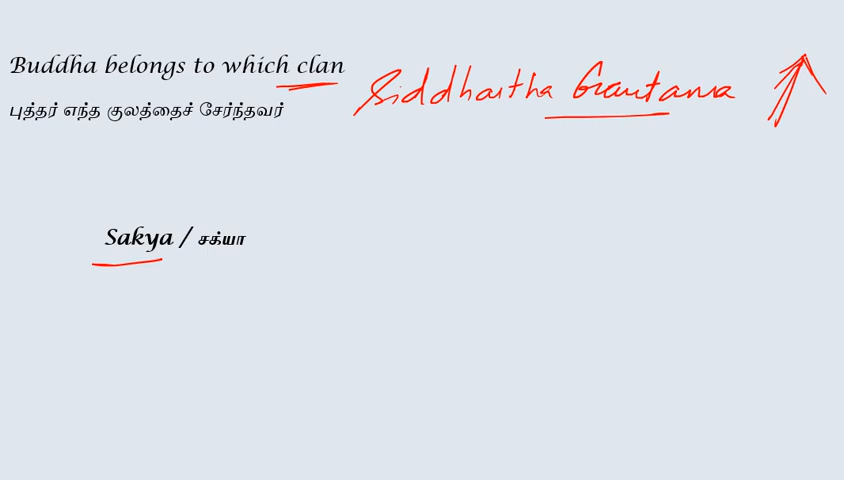 Buddha belongs to which clan
Siddhartha Gautama
புத்தர் எந்த குலத்தைச் சேர்ந்தவர்
Sakya / சக்யா